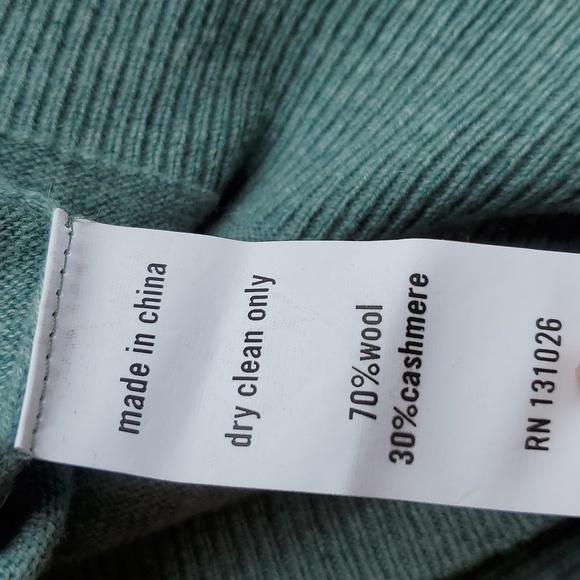 made in china
dry clean only
70%wool
30%cashmere
RN 131026